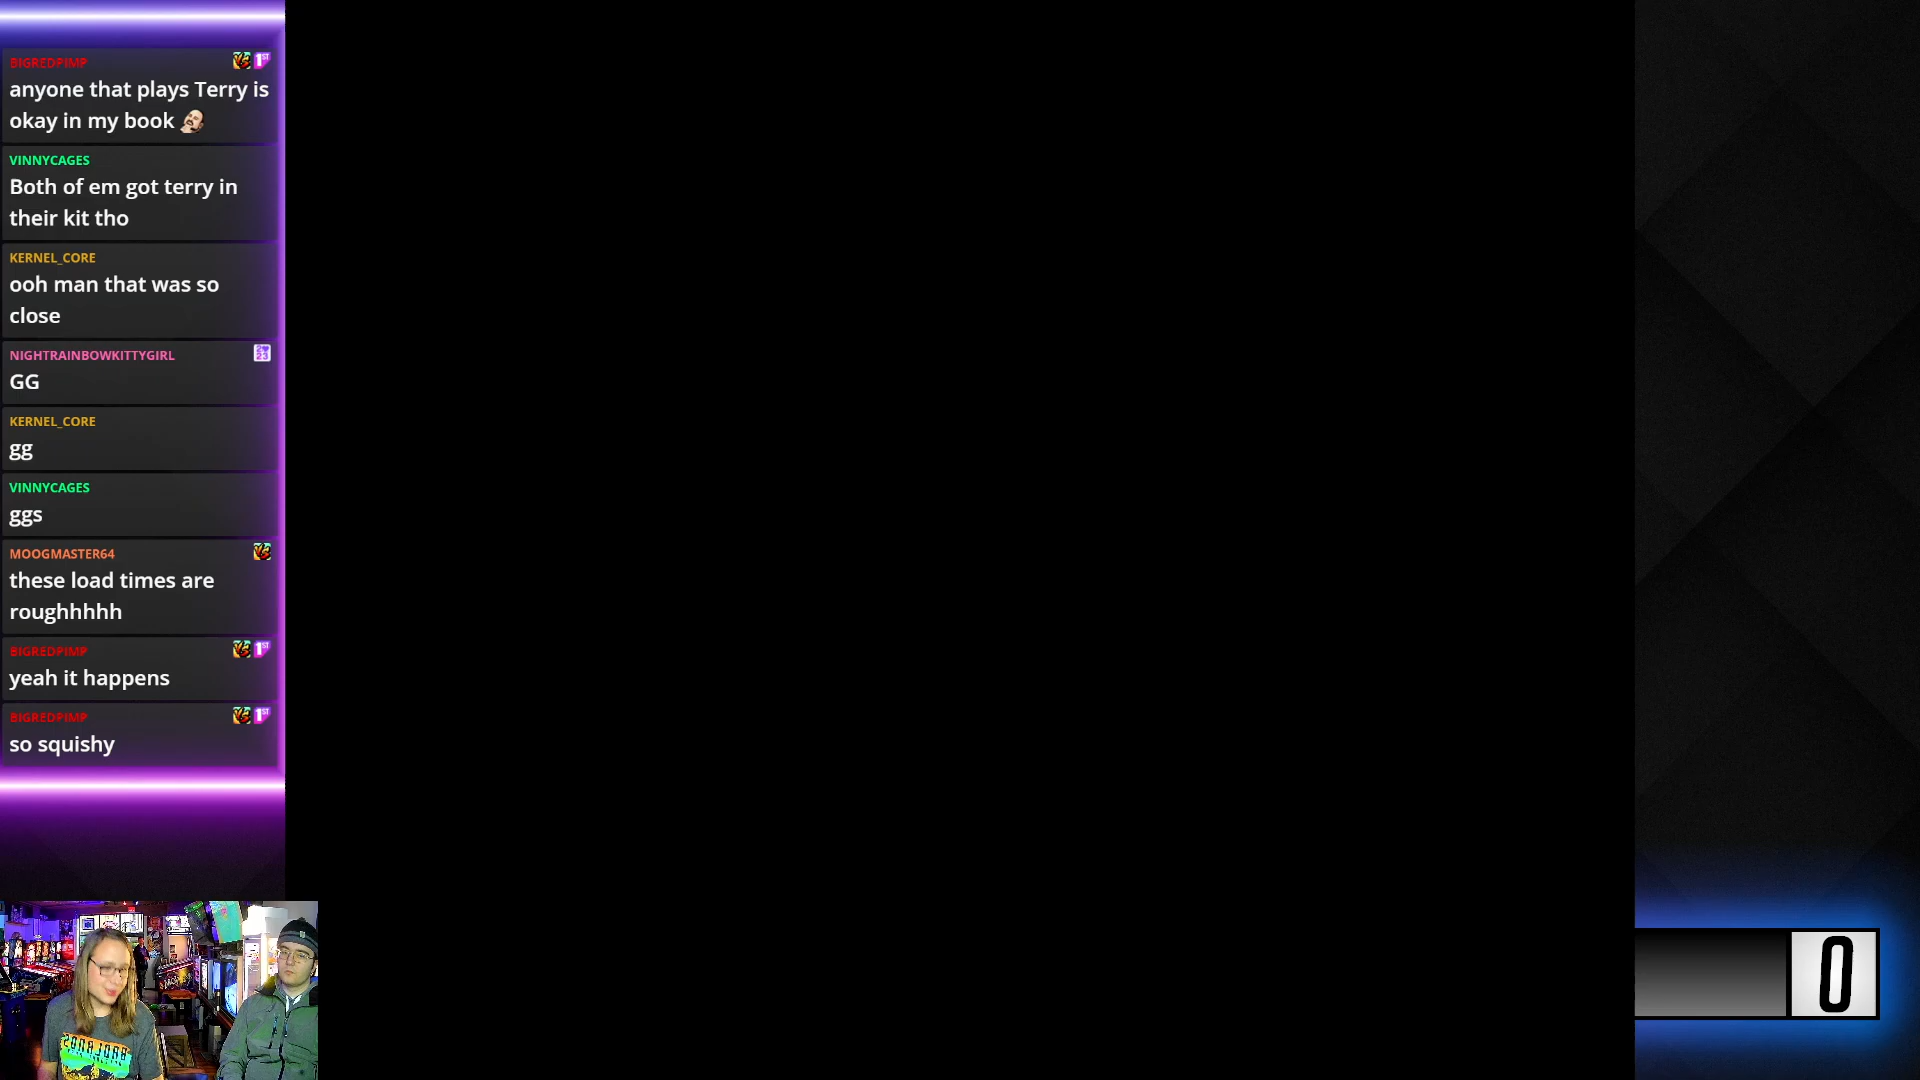 BIGREDPIMP
anyone that plays Terry is
okay in my book
VINNYCAGES
Both of em got terry in
their kit tho
KERNEL_CORE
ooh man that was so
close
NIGHTRAINBOWKITTYGIRL
GG
KERNEL_CORE
gg
VINNYCAGES
ggs
MOOGMASTER64
these load times are
roughhhhh
BIGREDPIMP
yeah it happens
BIGREDPIMP
so squishy
0